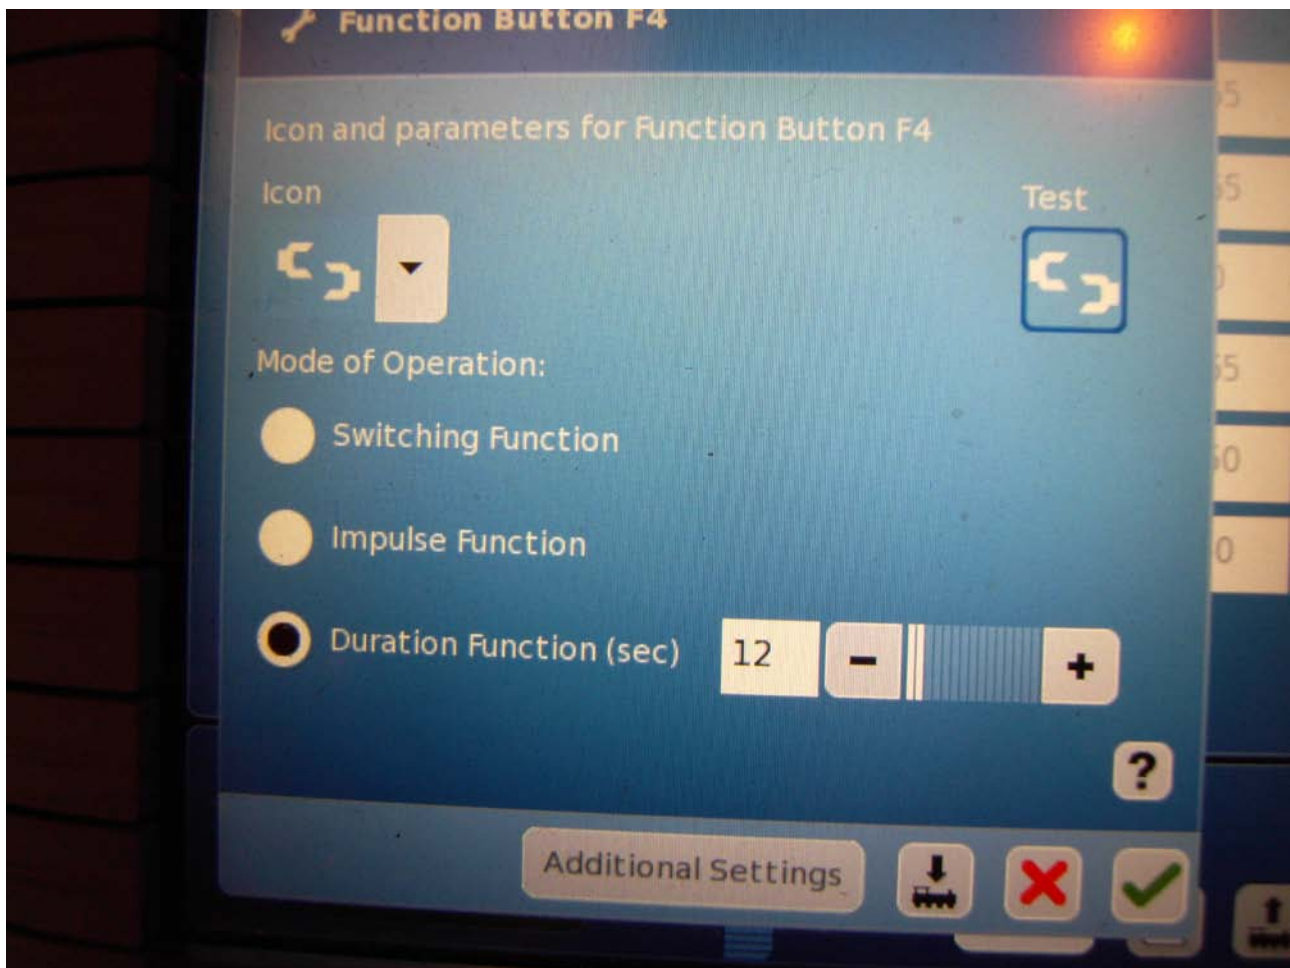 Function Button F4
Icon and parameters for Function Button F4
Icon
Test
Mode of Operation:
Switching Function
Impulse Function
Duration Function (sec)
12
-
+
?
Additional Settings